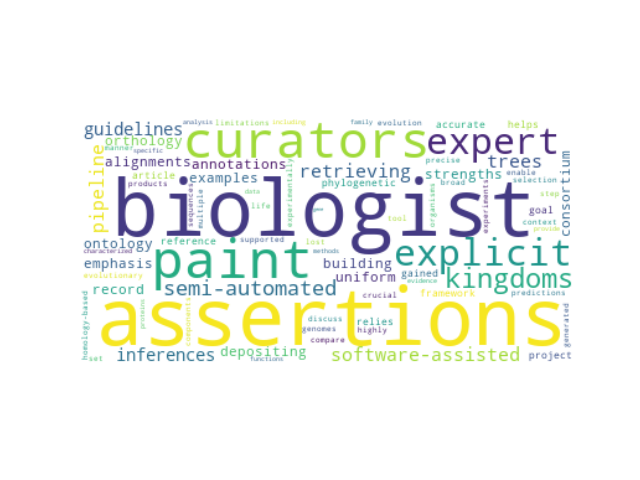 analysis limitations including family evolution accurate helps
guidelines curators expert
orthology manner specific
pipeline alignments annotations retrieving precise trees consortium
article examples phylogenetic strengths enable
products sequences multiple data life experimentally organisms broad experiments selection goal step
biologist
tool gene context provide
ontology reference supported lost explicit
characterized paint methods building gained
emphasis uniform evidence kingdoms
evolutionary semi-automated crucial framework predictions
record
homology-based proteins components assertions generated
discuss relies
genomes highly
compare
set inferences depositing software-assisted project
functions